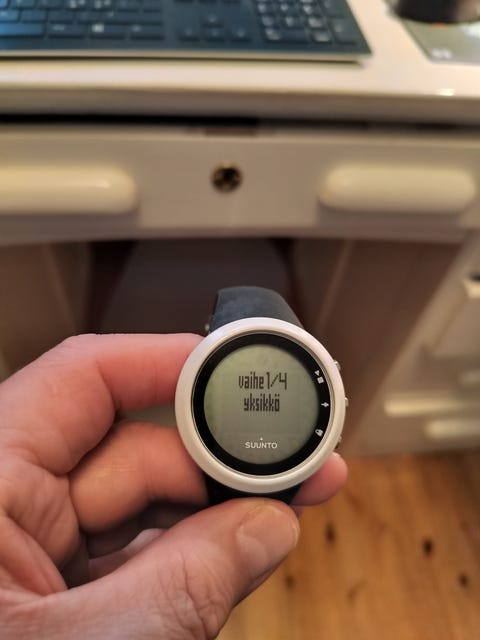 vaihe 1/4
yksikkö
SUUNTO